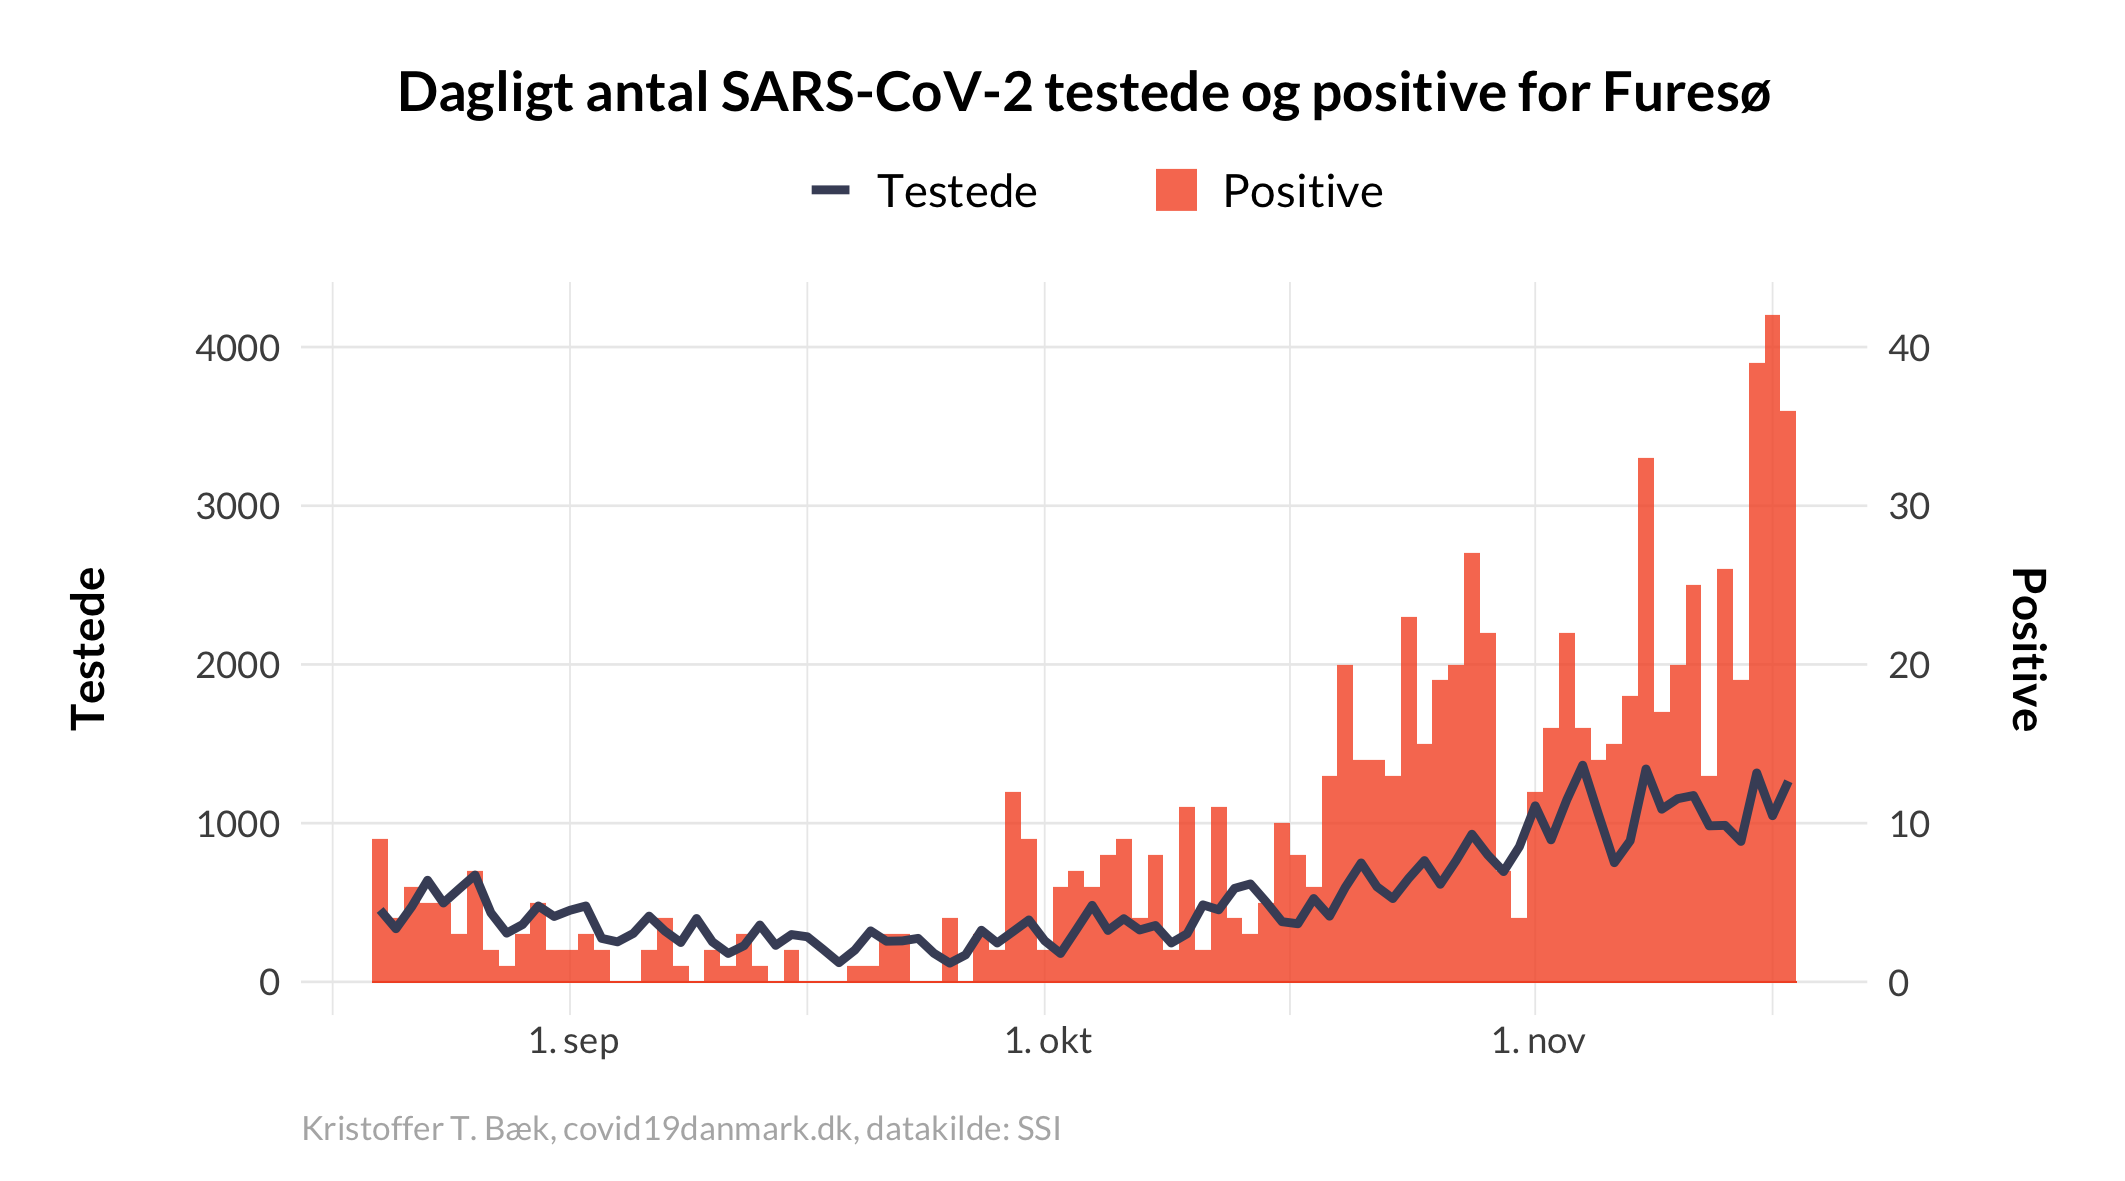 Dagligt antal SARS-CoV-2 testede og positive for Furesø
Testede
Positive
4000
3000
2000
1000
0
Testede
40
30
20
10
0
Positive
1. sep
1. okt
1. nov
Kristoffer T. Bæk, covid19danmark.dk, datakilde: SSI